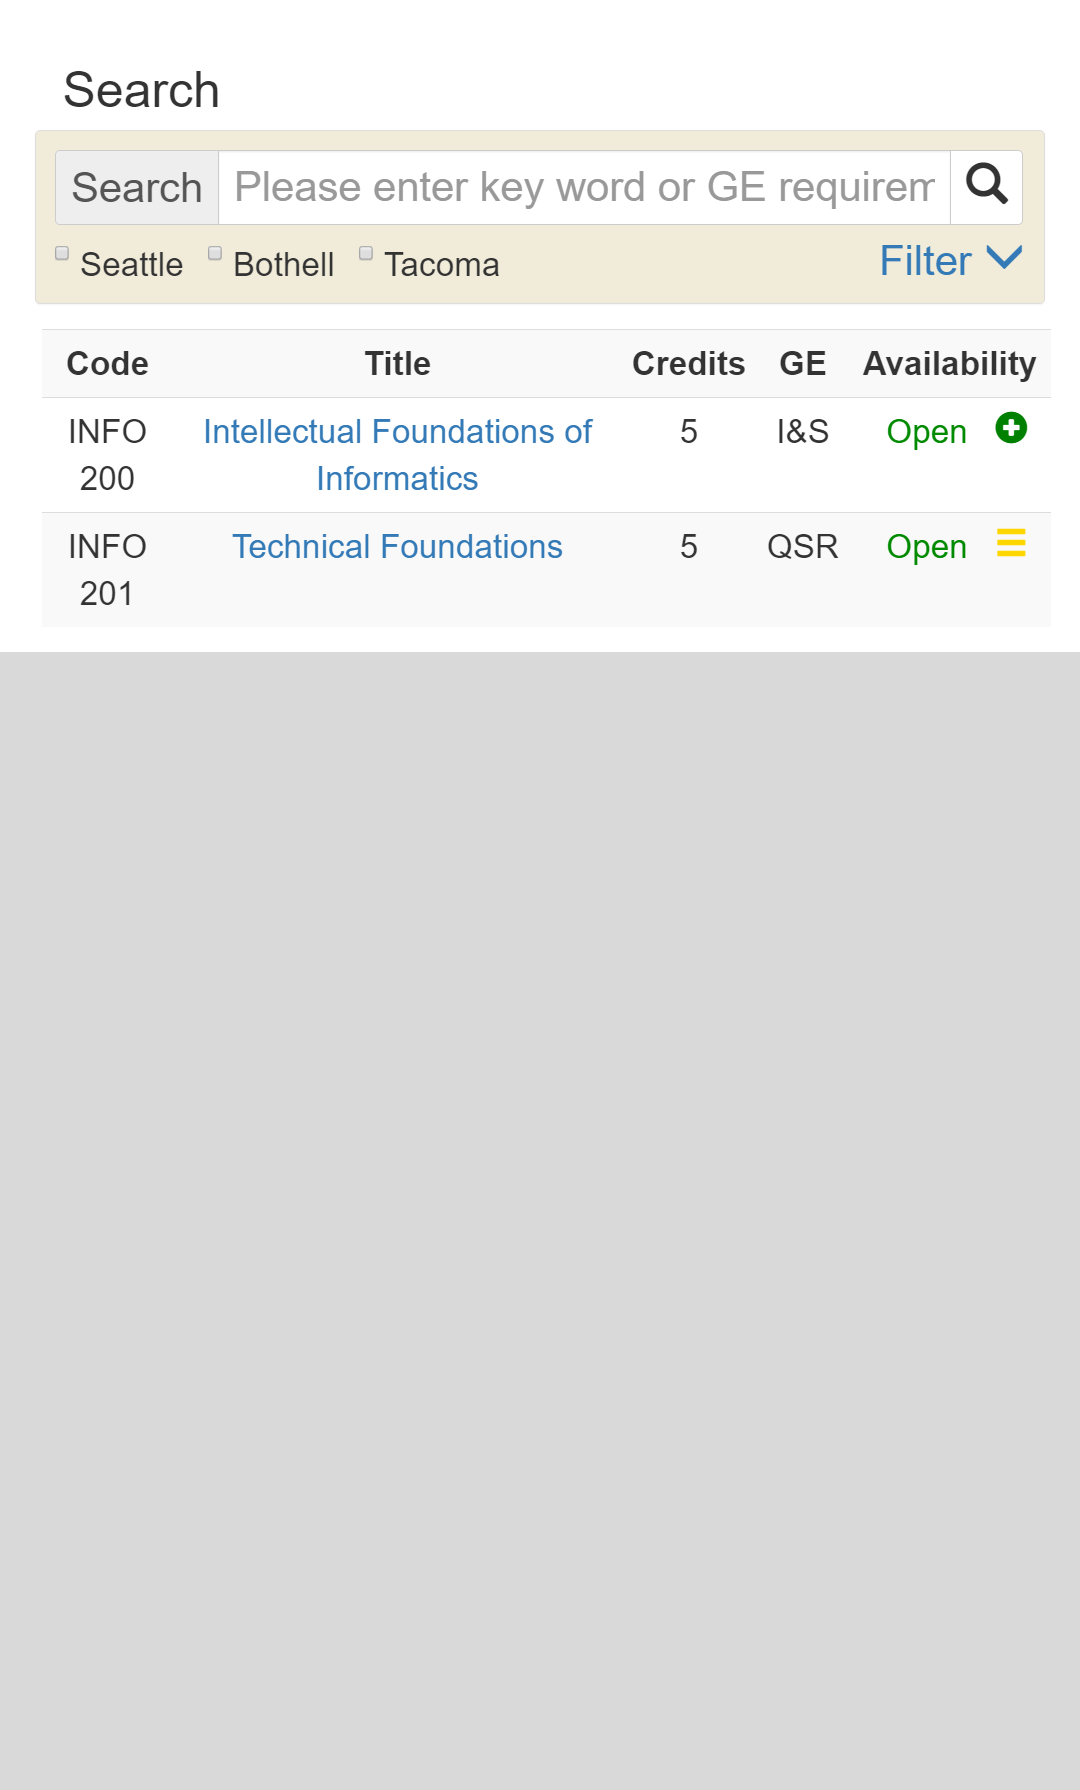 Search
Search Please enter key word or GE requirem
Seattle Bothell Tacoma Filter
Code Title Credits GE Availability
INFO 200 Intellectual Foundations of Informatics 5 I&S Open
INFO 201 Technical Foundations 5 QSR Open